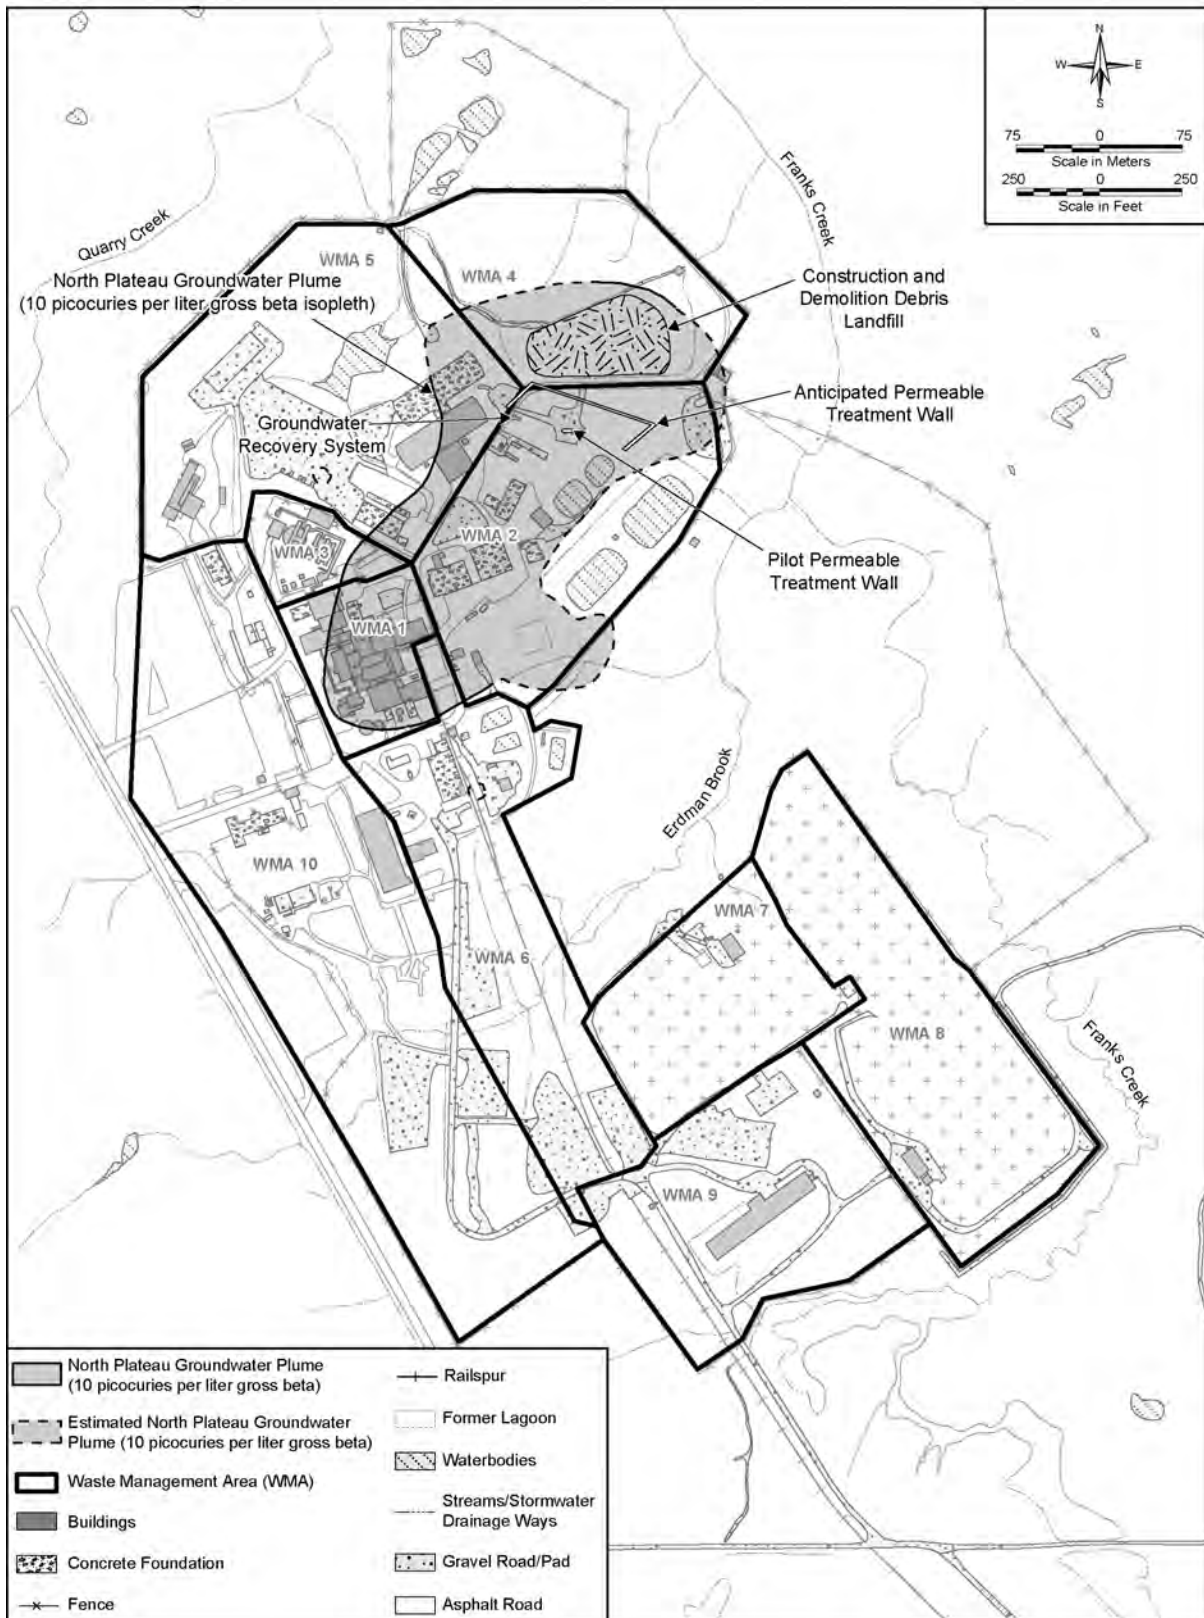 N
W
E
S
75
0
75
Scale in Meters
250
0
250
Scale in Feet
Franks Creek
Quarry Creek
WMA 5
North Plateau Groundwater Plume
(10 picocuries per liter gross beta isopleth)
WMA 4
Construction and
Demolition Debris
Landfill
Anticipated Permeable
Treatment Wall
Groundwater
Recovery System
WMA 2
WMA 3
Pilot Permeable
Treatment Wall
WMA 1
Erdman Brook
WMA 10
WMA 7
WMA 6
WMA 8
Franks Creek
WMA 9
North Plateau Groundwater Plume
(10 picocuries per liter gross beta)
Estimated North Plateau Groundwater
Plume (10 picocuries per liter gross beta)
Waste Management Area (WMA)
Buildings
Concrete Foundation
Fence
Railspur
Former Lagoon
Waterbodies
Streams/Stormwater
Drainage Ways
Gravel Road/Pad
Asphalt Road